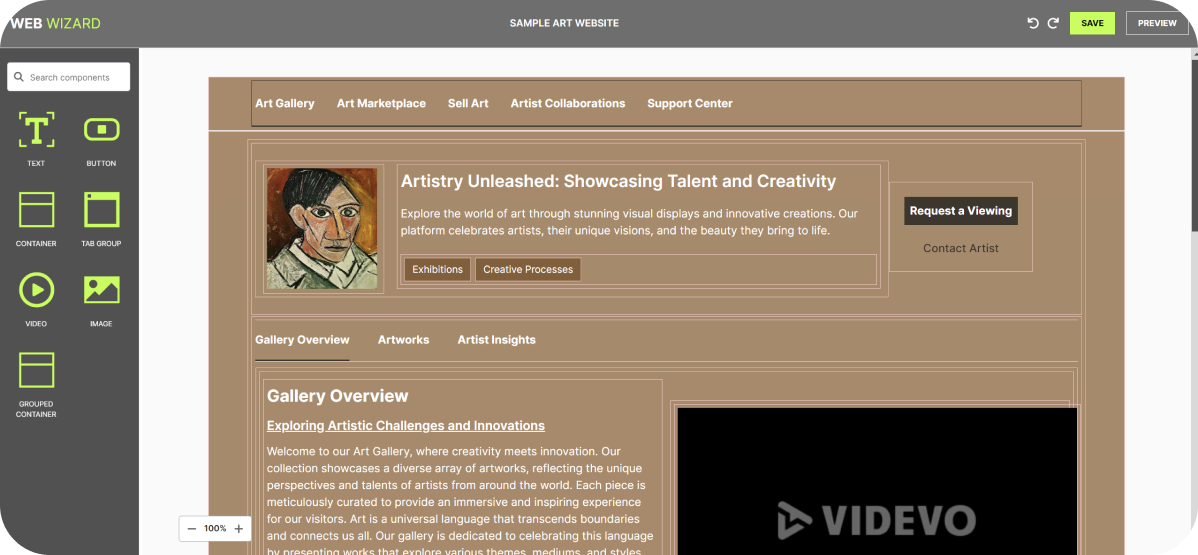 WEB WIZARD
SAMPLE ART WEBSITE
SAVE
PREVIEW
Search components
TEXT
BUTTON
CONTAINER
TAB GROUP
VIDEO
IMAGE
GROUPED
CONTAINER
Art Gallery
Art Marketplace
Sell Art
Artist Collaborations
Support Center
Artistry Unleashed: Showcasing Talent and Creativity
Explore the world of art through stunning visual displays and innovative creations. Our
platform celebrates artists, their unique visions, and the beauty they bring to life.
Exhibitions
Creative Processes
Request a Viewing
Contact Artist
Gallery Overview
Artworks
Artist Insights
Gallery Overview
Exploring Artistic Challenges and Innovations
Welcome to our Art Gallery, where creativity meets innovation. Our
collection showcases a diverse array of artworks, reflecting the unique
perspectives and talents of artists from around the world. Each piece is
meticulously curated to provide an immersive and inspiring experience
for our visitors. Art is a universal language that transcends boundaries
and connects us all. Our gallery is dedicated to celebrating this language
by presenting works that explore various themes, mediums, and styles
VIDEVO
100%